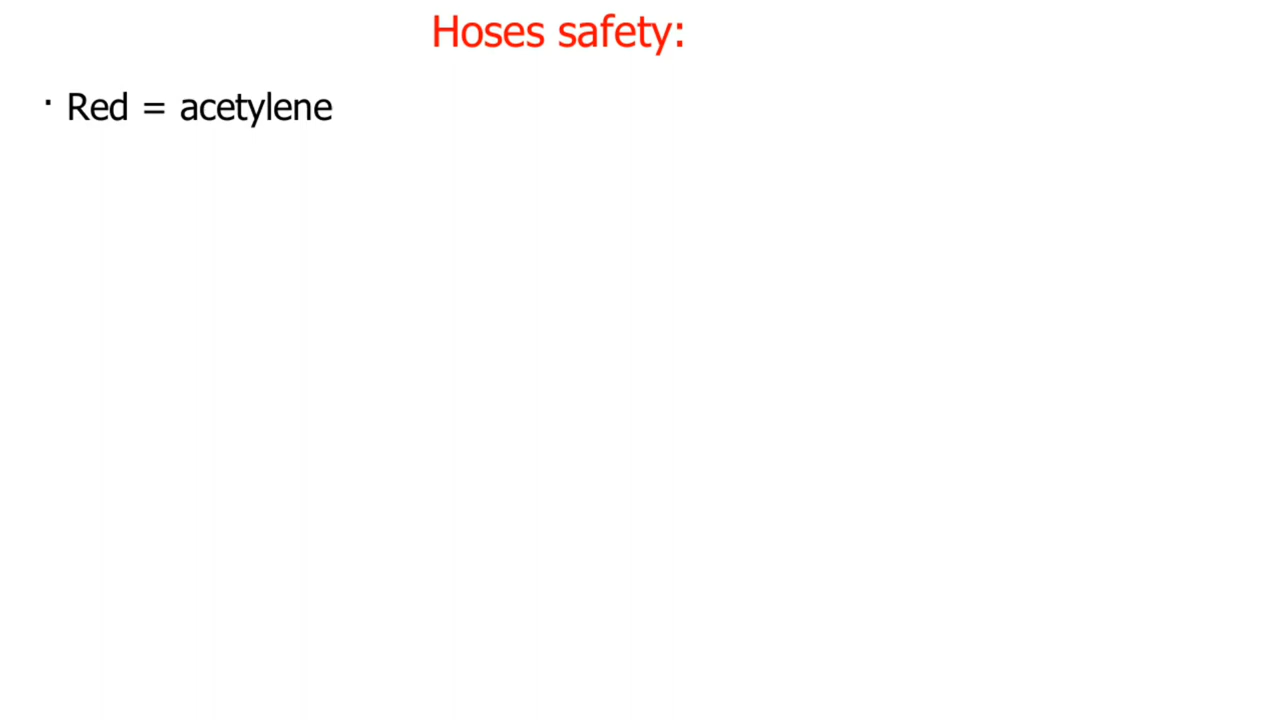 Hoses safety:
· Red = acetylene